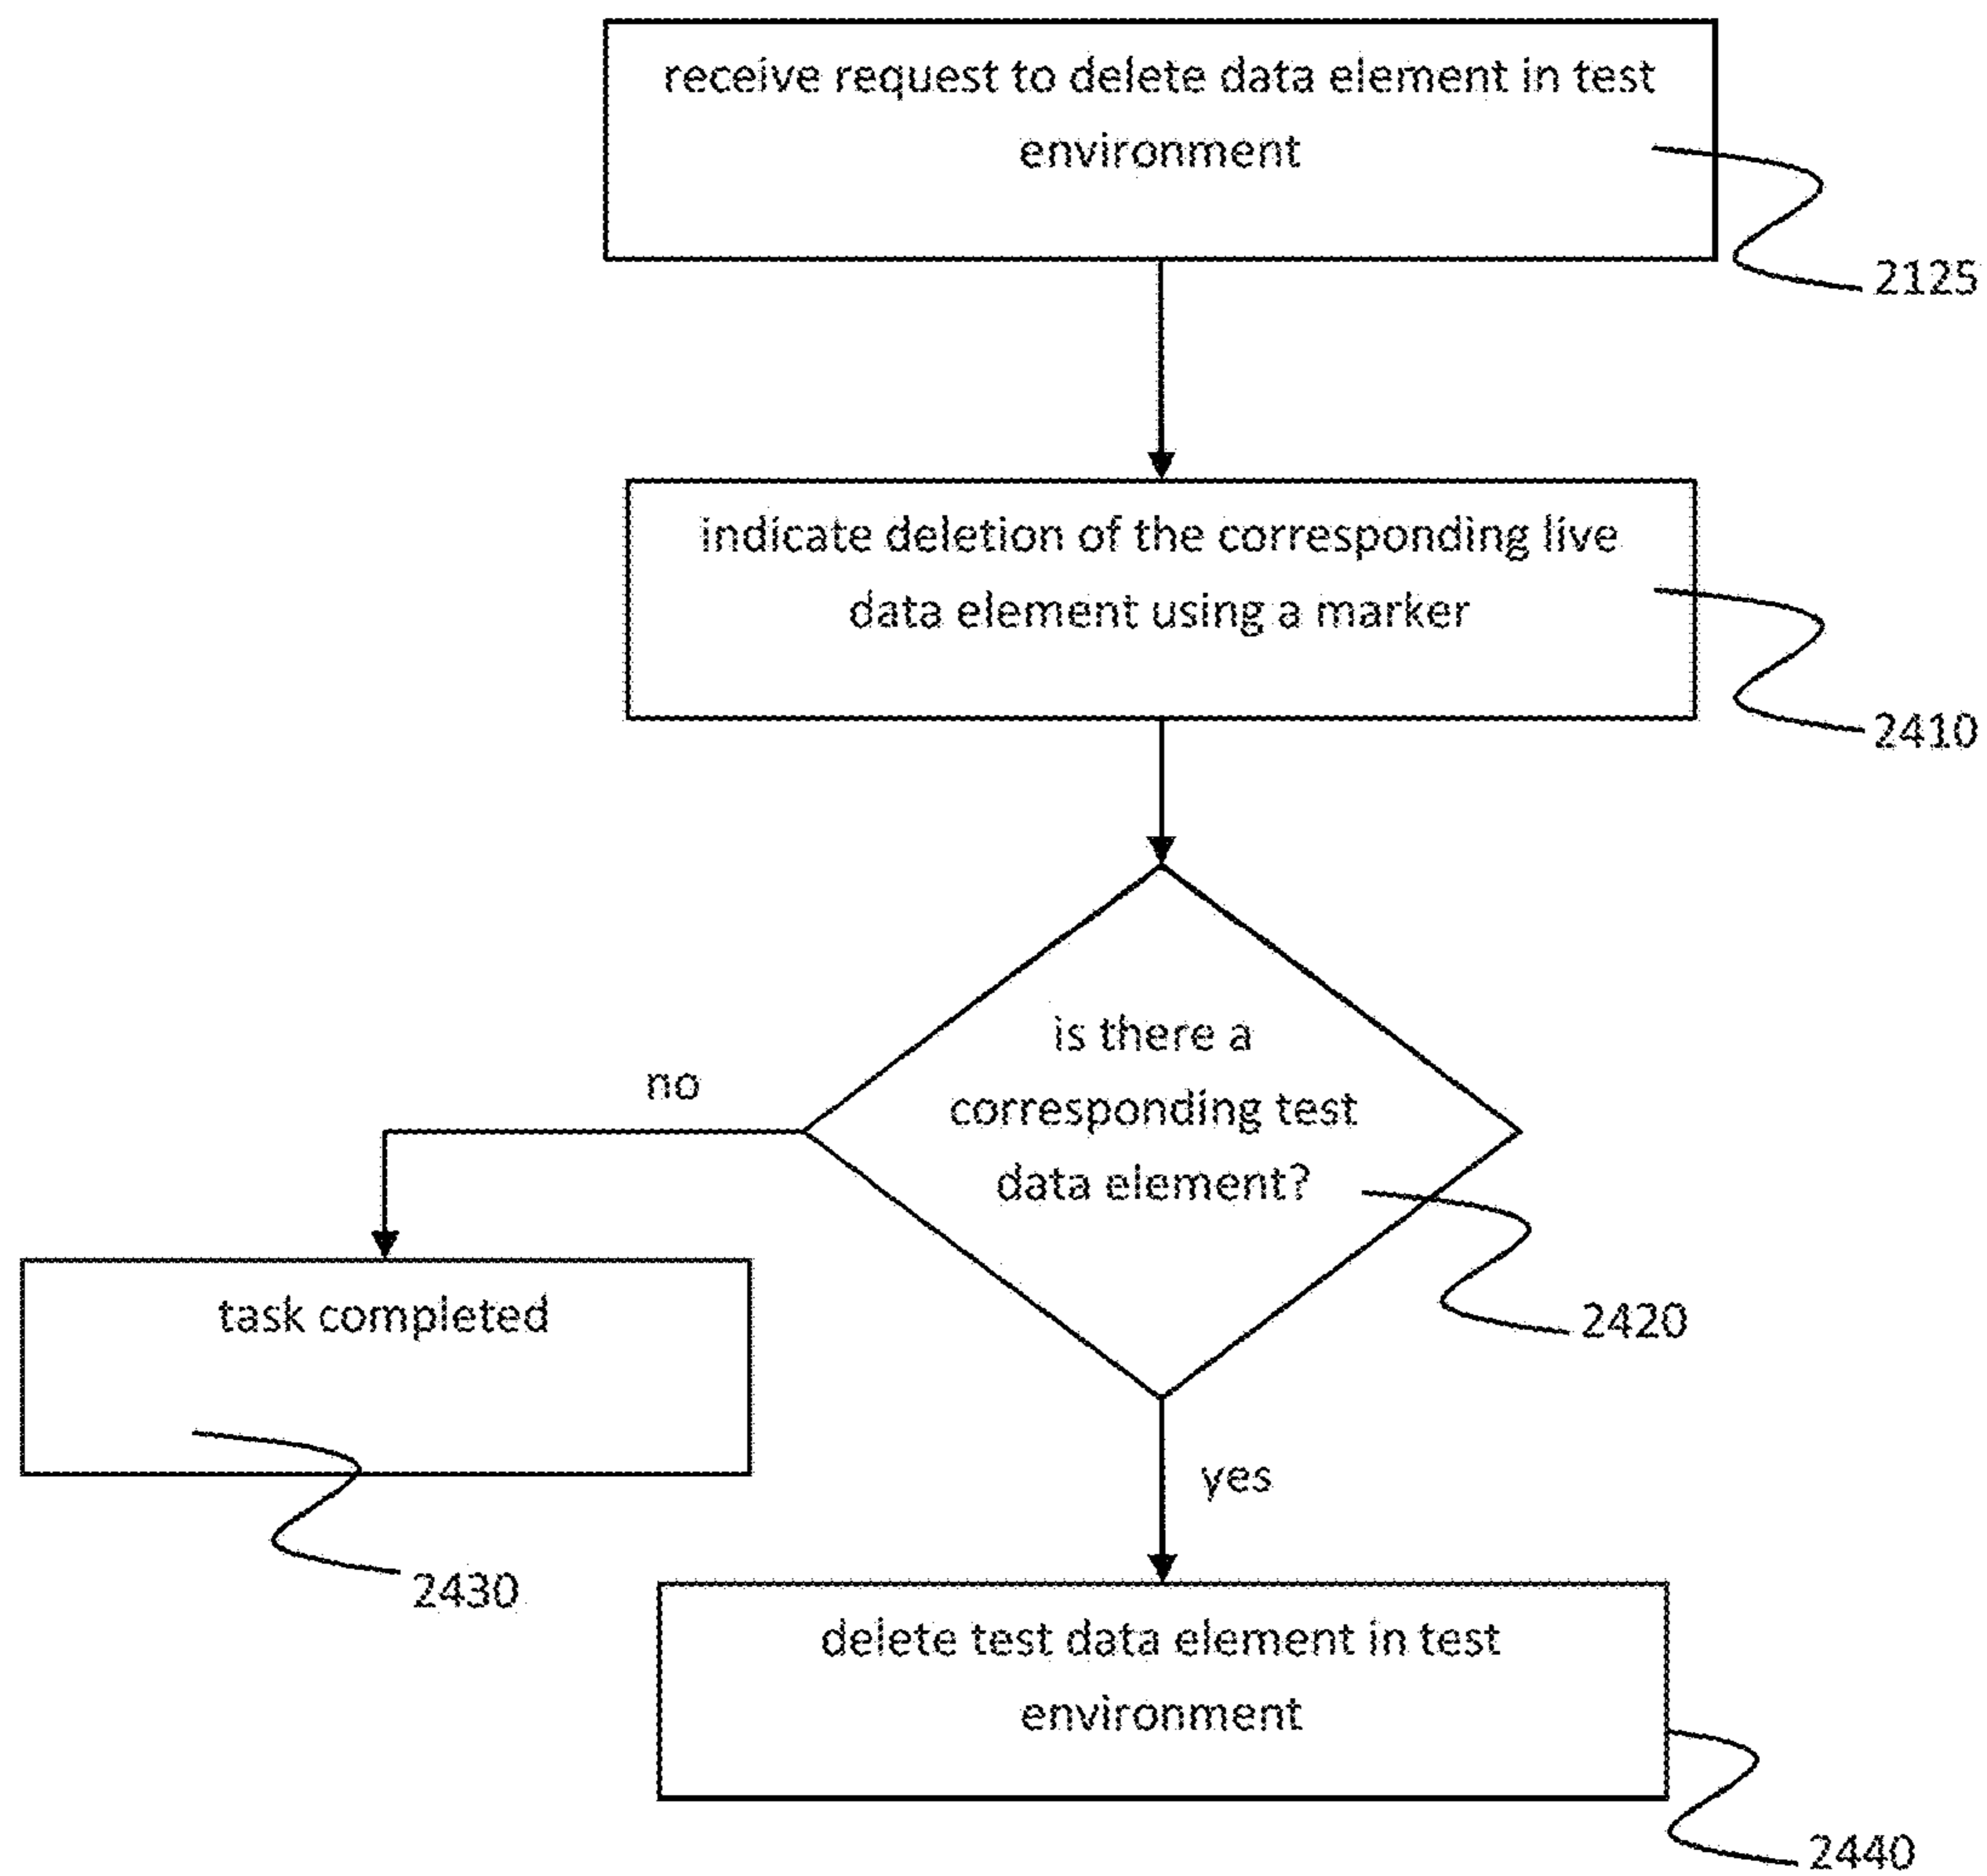 receive request to delete data element in test
environment
2125
indicate deletion of the corresponding live
data element using a marker
2410
is there a
corresponding test
data element?
no
2420
task completed
2430
yes
delete test data element in test
environment
2440